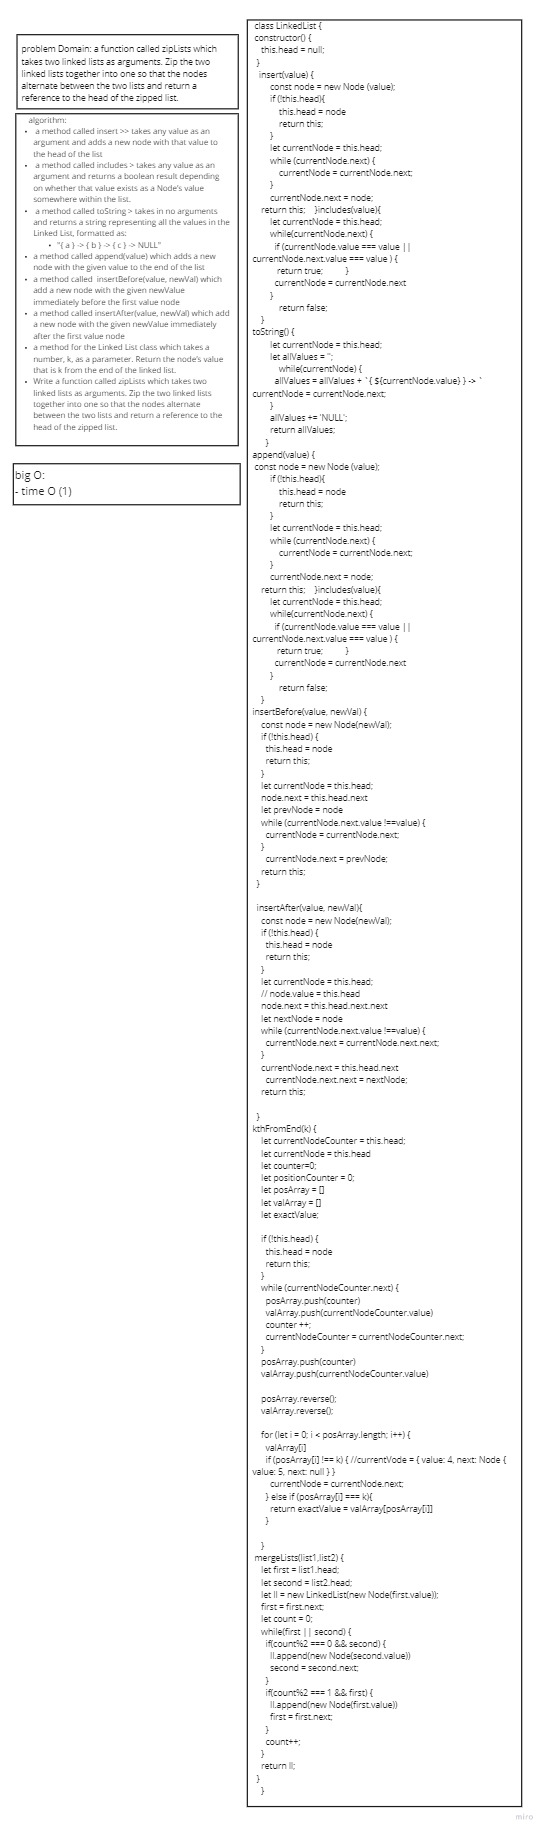 problem Domain: a function called zipLists which
takes two linked lists as arguments. Zip the two
linked lists together into one so that the nodes
alternate between the two lists and return a
reference to the head of the zipped list.
algorithm:
• a method called insert >> takes any value as an
argument and adds a new node with that value to
the head of the list
• a method called includes > takes any value as an
argument and returns a boolean result depending
on whether that value exists as a Node's value
somewhere within the list.
• a method called toString > takes in no arguments
and returns a string representing all the values in the
Linked List, formatted as:
• "{ a } -> { b } -> { c } -> NULL"
• a method called append(value) which adds a new
node with the given value to the end of the list
• a method called insertBefore(value, newVal) which
add a new node with the given newValue
immediately before the first value node
• a method called insertAfter(value, newVal) which add
a new node with the given newValue immediately
after the first value node
• a method for the Linked List class which takes a
number, k, as a parameter. Return the node's value
that is k from the end of the linked list.
• Write a function called zipLists which takes two
linked lists as arguments. Zip the two linked lists
together into one so that the nodes alternate
between the two lists and return a reference to the
head of the zipped list.
big O:
- time O (1)
class LinkedList {
constructor() {
this.head = null;
}
insert(value) {
const node = new Node (value);
if (!this.head){
this.head = node
return this;
}
let currentNode = this.head;
while (currentNode.next) {
currentNode = currentNode.next;
}
currentNode.next = node;
return this; }includes(value){
let currentNode = this.head;
while(currentNode.next) {
if (currentNode.value === value ||
currentNode.next.value === value ) {
return true; }
currentNode = currentNode.next
}
return false;
}
toString() {
let currentNode = this.head;
let allValues = '';
while(currentNode) {
allValues = allValues + `{ ${currentNode.value} } -> `
currentNode = currentNode.next;
}
allValues += 'NULL';
return allValues;
}
append(value) {
const node = new Node (value);
if (!this.head){
this.head = node
return this;
}
let currentNode = this.head;
while (currentNode.next) {
currentNode = currentNode.next;
}
currentNode.next = node;
return this; }includes(value){
let currentNode = this.head;
while(currentNode.next) {
if (currentNode.value === value ||
currentNode.next.value === value ) {
return true; }
currentNode = currentNode.next
}
return false;
}
insertBefore(value, newVal) {
const node = new Node(newVal);
if (!this.head) {
this.head = node
return this;
}
let currentNode = this.head;
node.next = this.head.next
let prevNode = node
while (currentNode.next.value !==value) {
currentNode = currentNode.next;
}
currentNode.next = prevNode;
return this;
}
insertAfter(value, newVal){
const node = new Node(newVal);
if (!this.head) {
this.head = node
return this;
}
let currentNode = this.head;
// node.value = this.head
node.next = this.head.next.next
let nextNode = node
while (currentNode.next.value !==value) {
currentNode.next = currentNode.next.next;
}
currentNode.next = this.head.next
currentNode.next.next = nextNode;
return this;
}
kthFromEnd(k) {
let currentNodeCounter = this.head;
let currentNode = this.head
let counter=0;
let positionCounter = 0;
let posArray = []
let valArray = []
let exactValue;
if (!this.head) {
this.head = node
return this;
}
while (currentNodeCounter.next) {
posArray.push(counter)
valArray.push(currentNodeCounter.value)
counter ++;
currentNodeCounter = currentNodeCounter.next;
}
posArray.push(counter)
valArray.push(currentNodeCounter.value)
posArray.reverse();
valArray.reverse();
for (let i = 0; i < posArray.length; i++) {
valArray[i]
if (posArray[i] !== k) { //currentVode = { value: 4, next: Node {
value: 5, next: null } }
currentNode = currentNode.next;
} else if (posArray[i] === k){
return exactValue = valArray[posArray[i]]
}
}
mergeLists(list1,list2) {
let first = list1.head;
let second = list2.head;
let ll = new LinkedList(new Node(first.value));
first = first.next;
let count = 0;
while(first || second) {
if(count%2 === 0 && second) {
ll.append(new Node(second.value))
second = second.next;
}
if(count%2 === 1 && first) {
ll.append(new Node(first.value))
first = first.next;
}
count++;
}
return ll;
}
}
miro